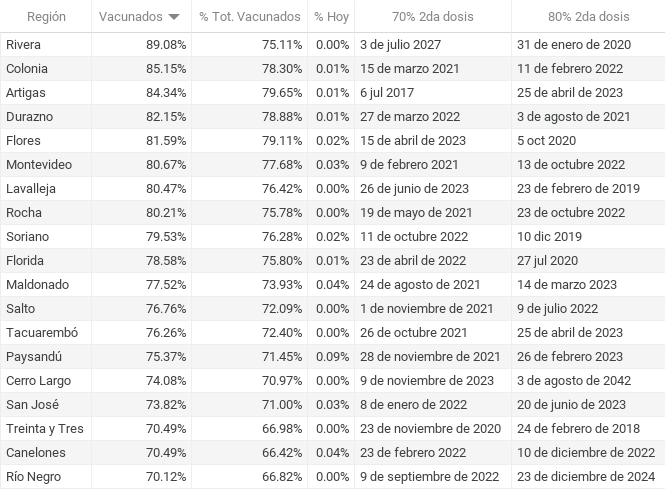 Región Vacunados % Tot. Vacunados % Hoy 70% 2da dosis 80% 2da dosis
Rivera 89.08% 75.11% 0.00% 3 de julio 2027 31 de enero de 2020
Colonia 85.15% 78.30% 0.01% 15 de marzo 2021 11 de febrero 2022
Artigas 84.34% 79.65% 0.01% 6 jul 2017 25 de abril de 2023
Durazno 82.15% 78.88% 0.01% 27 de marzo 2022 3 de agosto de 2021
Flores 81.59% 79.11% 0.02% 15 de abril de 2023 5 oct 2020
Montevideo 80.67% 77.68% 0.03% 9 de febrero 2021 13 de octubre 2022
Lavalleja 80.47% 76.42% 0.00% 26 de junio de 2023 23 de febrero de 2019
Rocha 80.21% 75.78% 0.00% 19 de mayo de 2021 23 de octubre 2022
Soriano 79.53% 76.28% 0.02% 11 de octubre 2022 10 dic 2019
Florida 78.58% 75.80% 0.01% 23 de abril de 2022 27 jul 2020
Maldonado 77.52% 73.93% 0.04% 24 de agosto de 2021 14 de marzo 2023
Salto 76.76% 72.09% 0.00% 1 de noviembre de 2021 9 de julio 2022
Tacuarembó 76.26% 72.40% 0.00% 26 de octubre 2021 25 de abril de 2023
Paysandú 75.37% 71.45% 0.09% 28 de noviembre de 2021 26 de febrero 2023
Cerro Largo 74.08% 70.97% 0.00% 9 de noviembre de 2023 3 de agosto de 2042
San José 73.82% 71.00% 0.03% 8 de enero de 2022 20 de junio de 2023
Treinta y Tres 70.49% 66.98% 0.00% 23 de noviembre de 2020 24 de febrero de 2018
Canelones 70.49% 66.42% 0.04% 23 de febrero 2022 10 de diciembre de 2022
Río Negro 70.12% 66.82% 0.00% 9 de septiembre de 2022 23 de diciembre de 2024